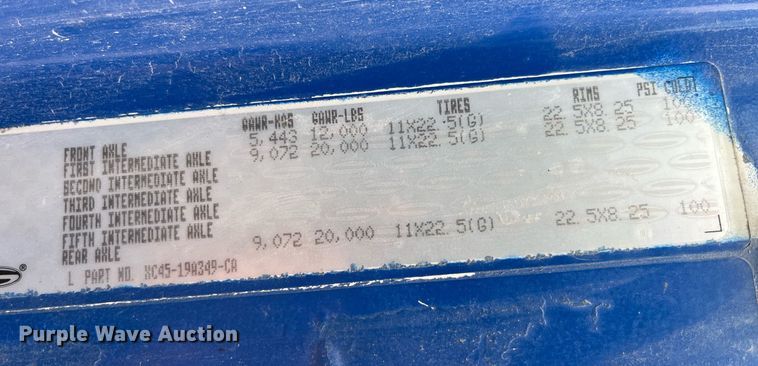 GAWR-KGS GAWR-LBS TIRES RIMS PSI COLD
FRONT AXLE 5,443 12,000 11X22.5(G) 22.5X8.25 100
FIRST INTERMEDIATE AXLE 9,072 20,000 11X22.5(G) 22.5X8.25 100
SECOND INTERMEDIATE AXLE
THIRD INTERMEDIATE AXLE
FOURTH INTERMEDIATE AXLE
FIFTH INTERMEDIATE AXLE
REAR AXLE 9,072 20,000 11X22.5(G) 22.5X8.25 100
L PART NO. XC45-19A349-CA
®
Purple Wave Auction